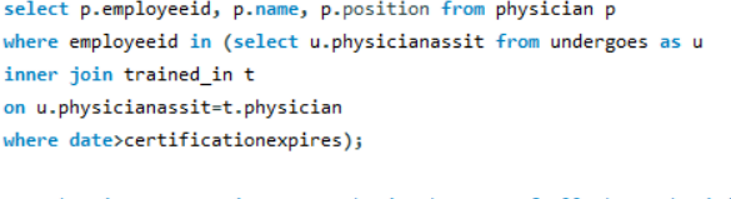 select p.employeeid, p.name, p.position from physician p
where employeeid in (select u.physicianassit from undergoes as u
inner join trained_in t
on u.physicianassit=t.physician
where date>certificationexpires);